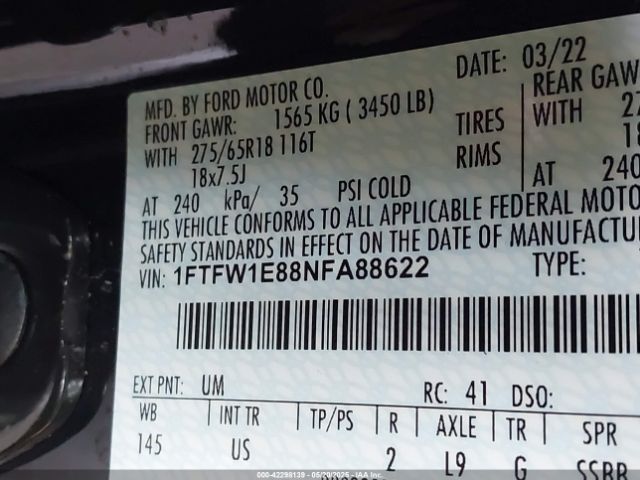 DATE: 03/22
MFD. BY FORD MOTOR CO.
FRONT GAWR: 1565 KG ( 3450 LB)
REAR GAW
WITH 275/65R18 116T TIRES WITH
18x7.5J RIMS
AT 240 kPa/ 35 PSI COLD AT 240
THIS VEHICLE CONFORMS TO ALL APPLICABLE FEDERAL MOTO
SAFETY STANDARDS IN EFFECT ON THE DATE OF MANUFACTU
VIN: 1FTFW1E88NFA88622 TYPE:
EXT PNT: UM RC: 41 DSO:
WB INT TR TP/PS R AXLE TR SPR
145 US 2 L9 G SSBB
000-42298139 - 05/20/2025 - IAA